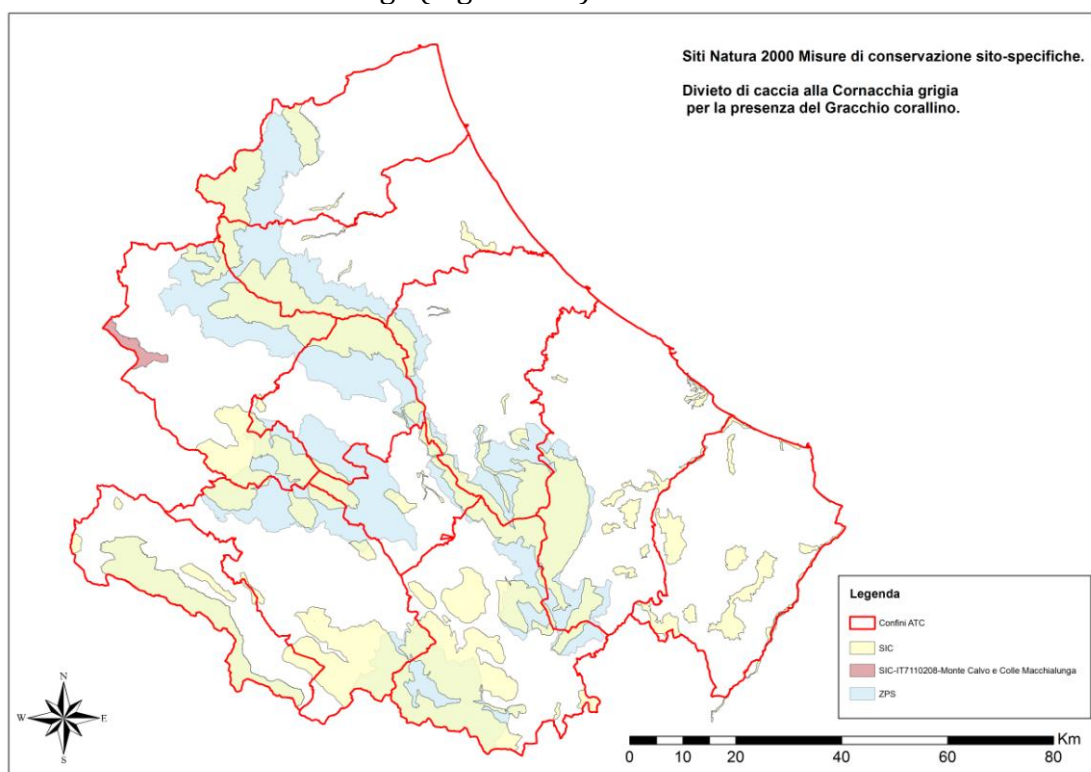 Siti Natura 2000 Misure di conservazione sito-specifiche.
Divieto di caccia alla Cornacchia grigia
per la presenza del Gracchio corallino.
Legenda
Confini ATC
SIC
SIC-IT7110208-Monte Calvo e Colle Macchialunga
ZPS
N
W
E
S
Km
0 10 20 40 60 80